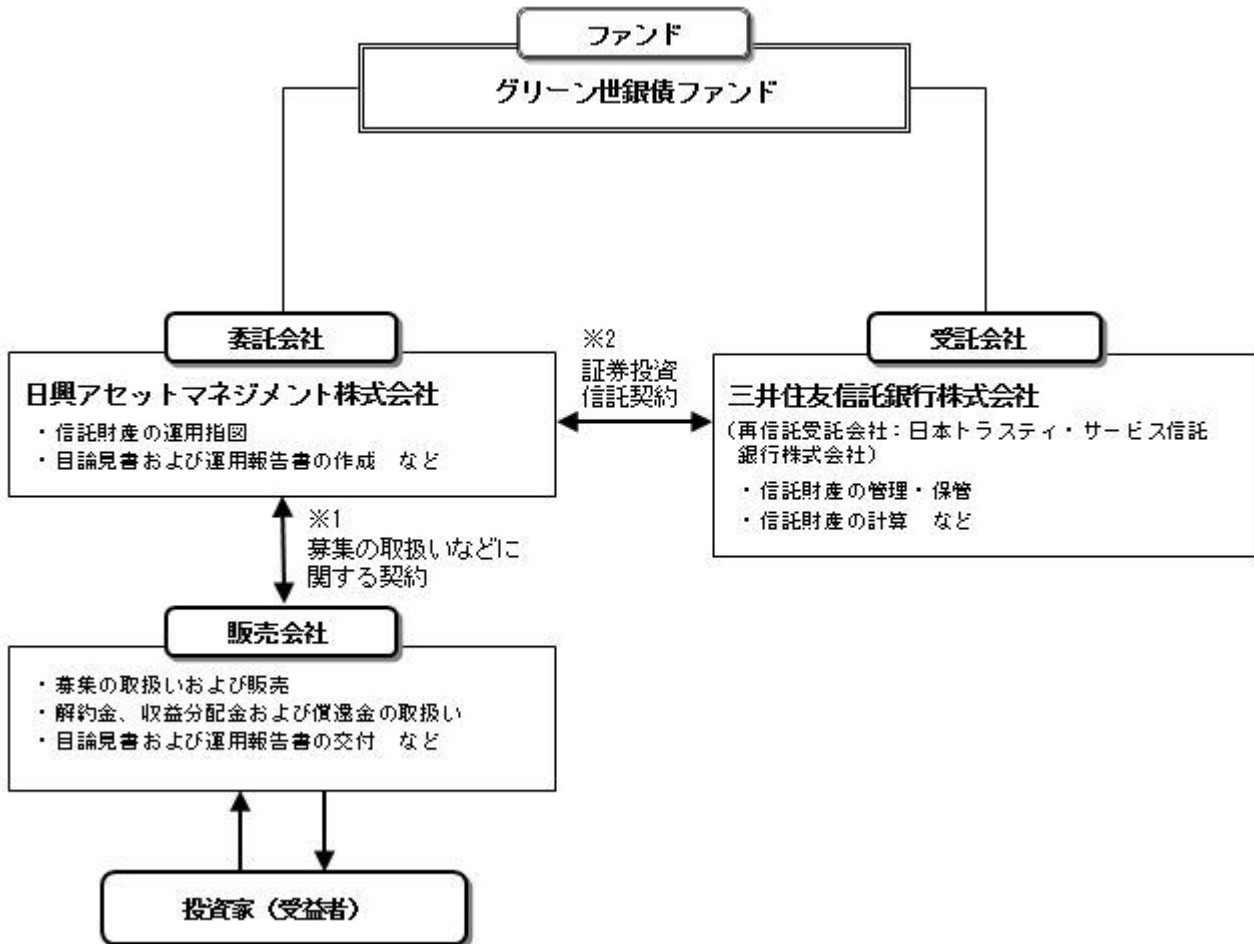 ファンド
グリーン世銀債ファンド
委託会社
日興アセットマネジメント株式会社
・信託財産の運用指図
・目論見書および運用報告書の作成　など
※2
証券投資
信託契約
受託会社
三井住友信託銀行株式会社
（再信託受託会社：日本トラスティ・サービス信託
銀行株式会社）
・信託財産の管理・保管
・信託財産の計算　など
※1
募集の取扱いなどに
関する契約
販売会社
・募集の取扱いおよび販売
・解約金、収益分配金および償還金の取扱い
・目論見書および運用報告書の交付　など
投資家（受益者）